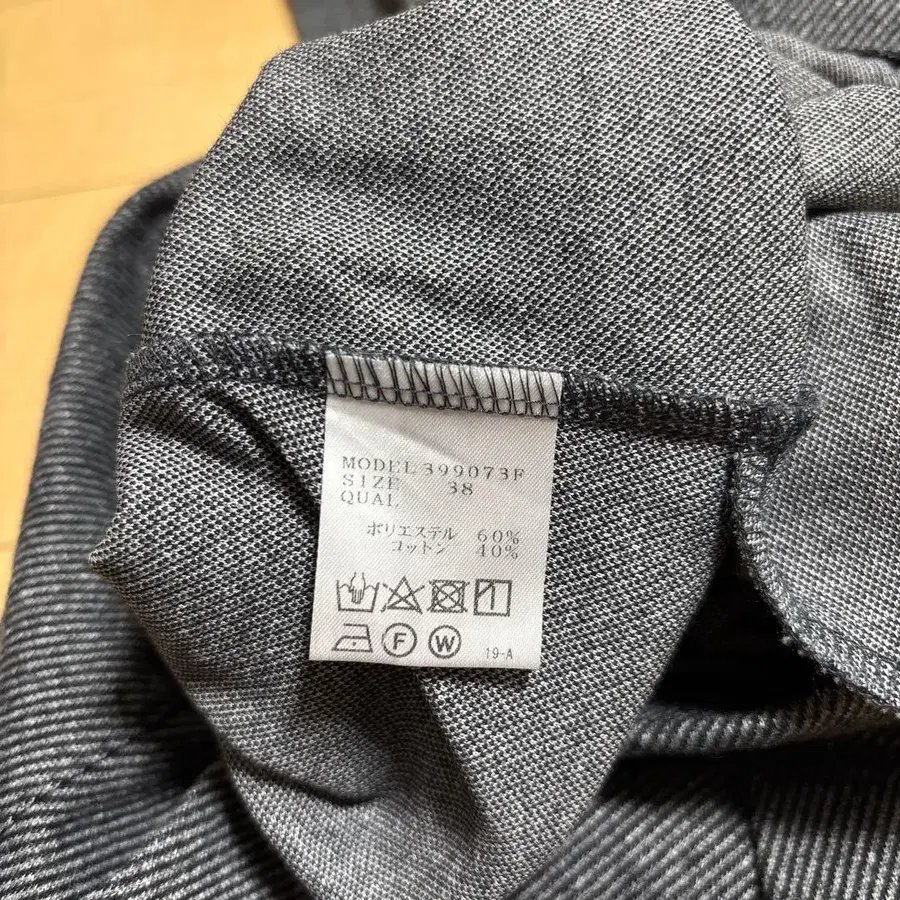 MODEL 399073F
SIZE 38
QUAL
ポリエステル 60%
コットン 40%
F W 19-A